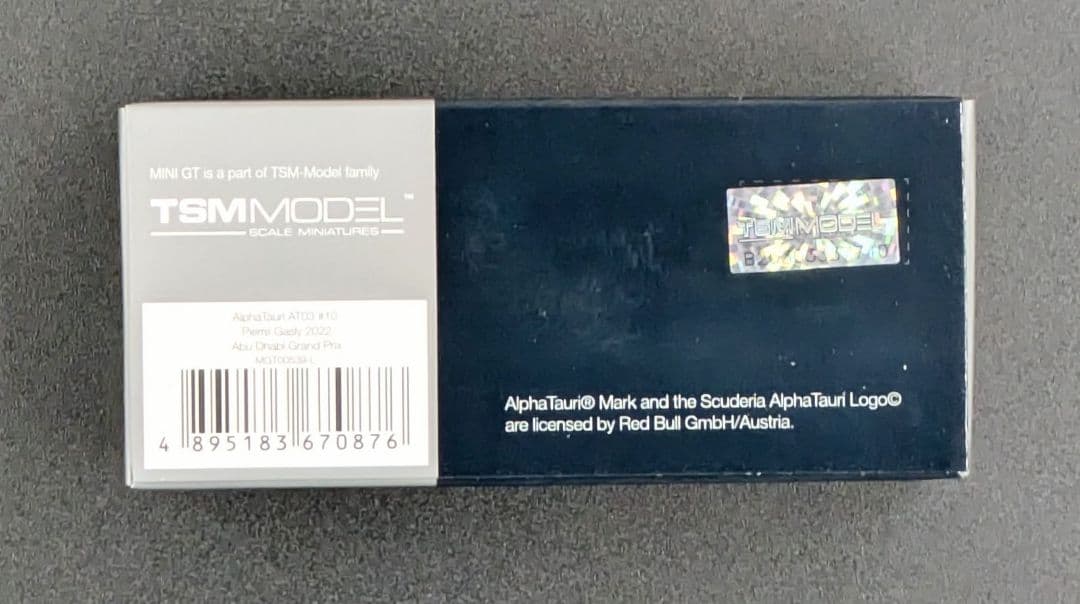 MINI GT is a part of TSM-Model family
TSMMODEL™
SCALE MINIATURES
AlphaTauri AT03 #10
Pierre Gasly 2022
Abu Dhabi Grand Prix
MGT00539-L
4 895183 670876
TSMMODEL
AlphaTauri® Mark and the Scuderia AlphaTauri Logo©
are licensed by Red Bull GmbH/Austria.